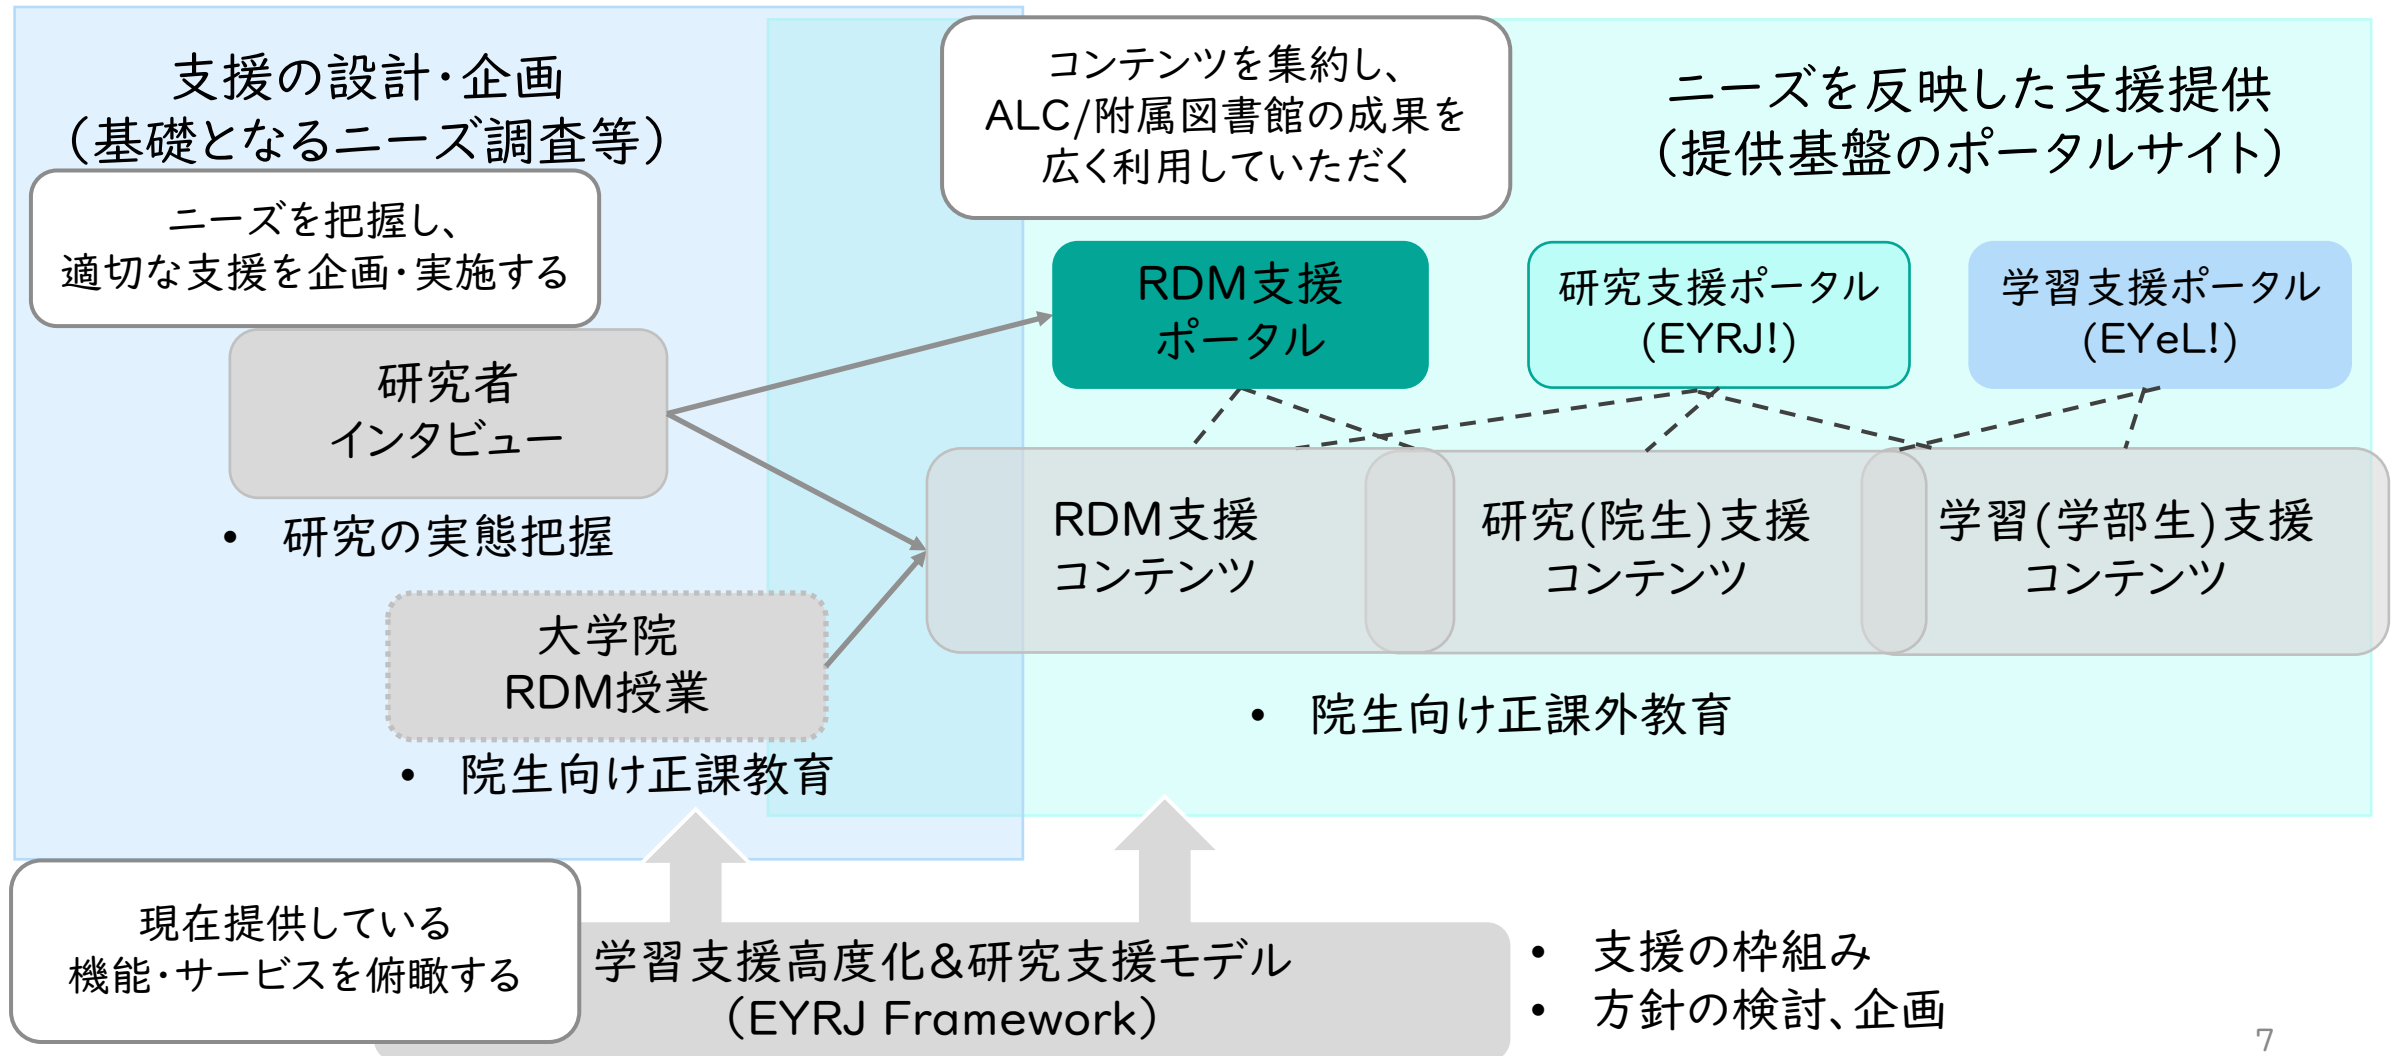 支援の設計・企画
（基礎となるニーズ調査等）
ニーズを把握し、
適切な支援を企画・実施する
研究者
インタビュー
• 研究の実態把握
大学院
RDM授業
• 院生向け正課教育
コンテンツを集約し、
ALC/附属図書館の成果を
広く利用していただく
ニーズを反映した支援提供
（提供基盤のポータルサイト）
RDM支援
ポータル
研究支援ポータル
(EYRJ!)
学習支援ポータル
(EYeL!)
RDM支援
コンテンツ
研究(院生)支援
コンテンツ
学習(学部生)支援
コンテンツ
• 院生向け正課外教育
現在提供している
機能・サービスを俯瞰する
学習支援高度化&研究支援モデル
（EYRJ Framework）
• 支援の枠組み
• 方針の検討、企画
7